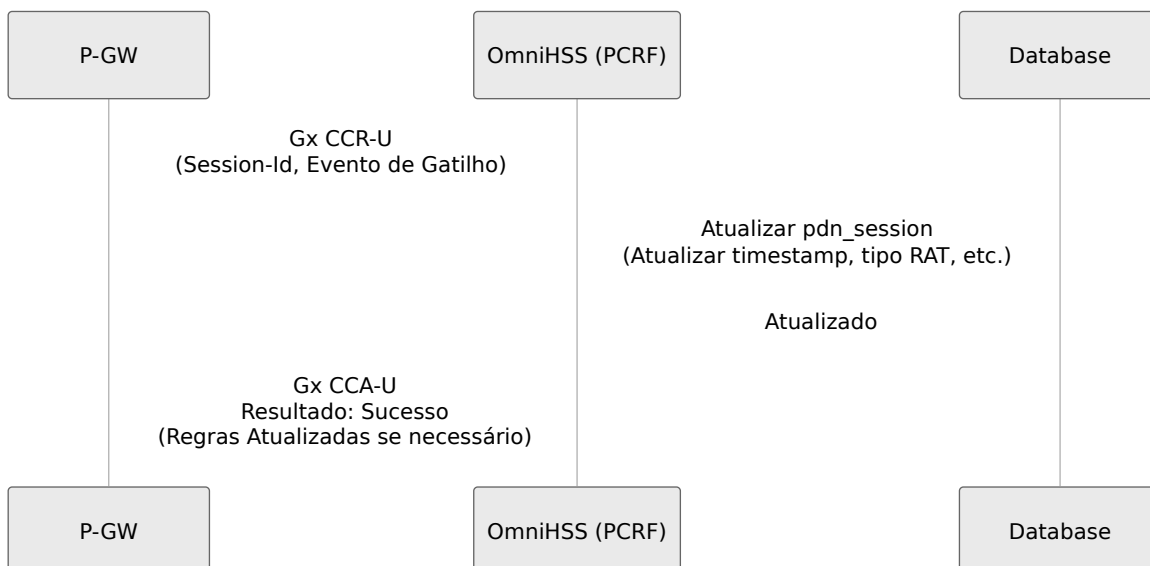 P-GW
OmniHSS (PCRF)
Database
Gx CCR-U
(Session-Id, Evento de Gatilho)
Atualizar pdn_session
(Atualizar timestamp, tipo RAT, etc.)
Atualizado
Gx CCA-U
Resultado: Sucesso
(Regras Atualizadas se necessário)
P-GW
OmniHSS (PCRF)
Database